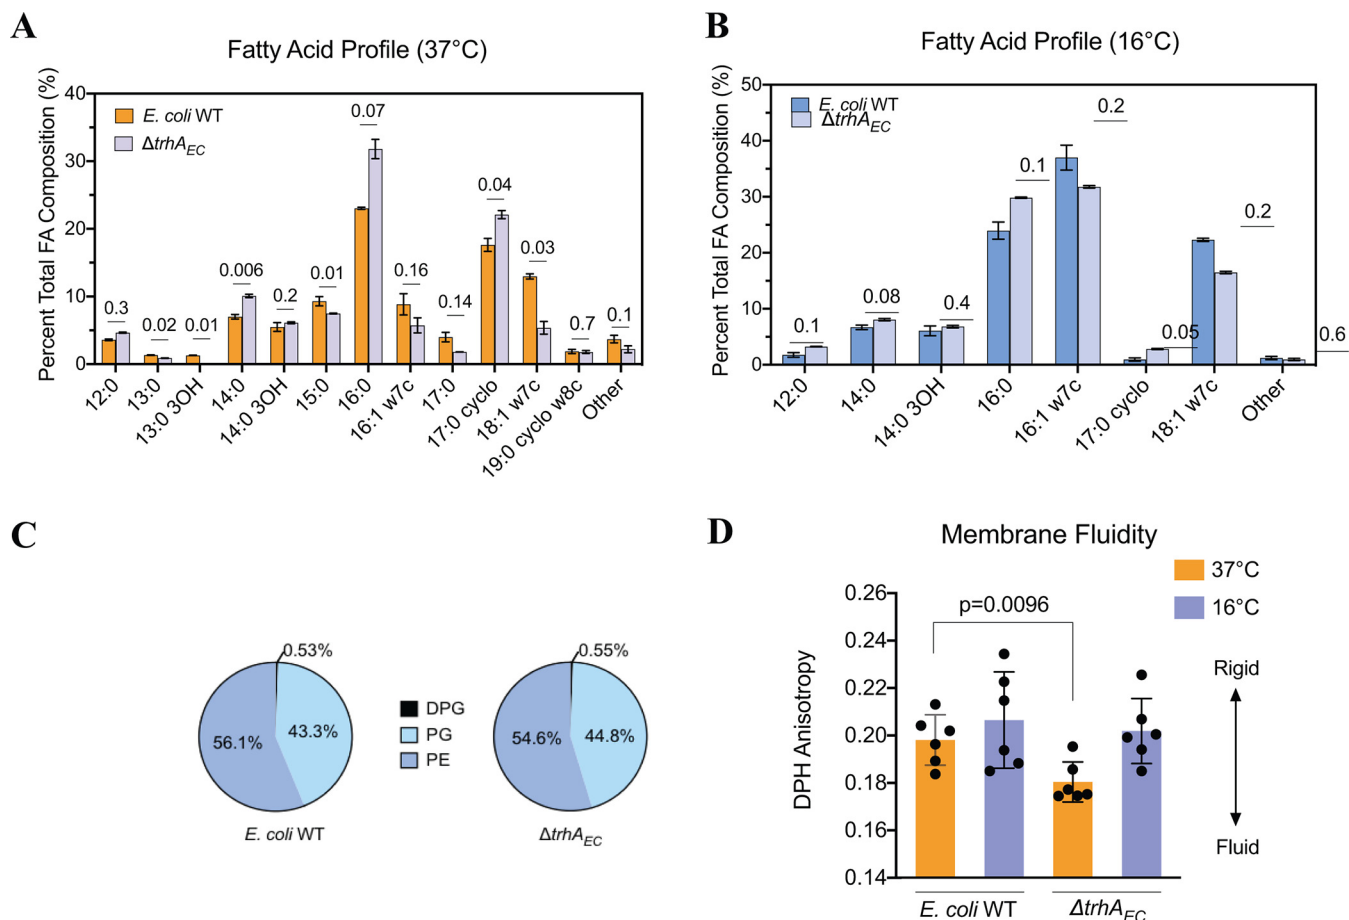 A
Fatty Acid Profile (37°C)
Percent Total FA Composition (%)
40
30
20
10
0
E. coli WT
ΔtrhA_EC
0.3
0.02
0.01
0.006
0.2
0.01
0.07
0.16
0.14
0.04
0.03
0.7
0.1
12:0
13:0
13:0 3OH
14:0
14:0 3OH
15:0
16:0
16:1 w7c
17:0
17:0 cyclo
18:1 w7c
19:0 cyclo w8c
Other
B
Fatty Acid Profile (16°C)
Percent Total FA Composition (%)
50
40
30
20
10
0
E. coli WT
ΔtrhA_EC
0.1
0.08
0.4
0.1
0.2
0.05
0.2
0.6
12:0
14:0
14:0 3OH
16:0
16:1 w7c
17:0 cyclo
18:1 w7c
Other
C
0.53%
43.3%
56.1%
E. coli WT
DPG
PG
PE
0.55%
44.8%
54.6%
ΔtrhA_EC
D
Membrane Fluidity
37°C
16°C
DPH Anisotropy
0.26
0.24
0.22
0.20
0.18
0.16
0.14
p=0.0096
Rigid
Fluid
E. coli WT
ΔtrhA_EC